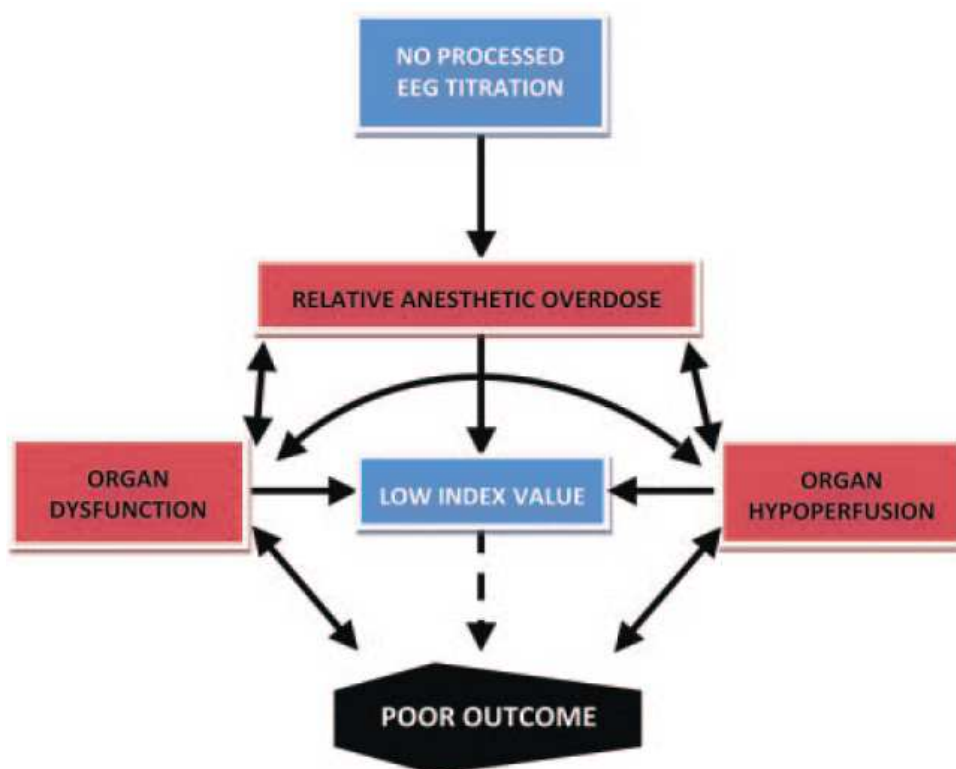 NO PROCESSED
EEG TITRATION
RELATIVE ANESTHETIC OVERDOSE
ORGAN
DYSFUNCTION
LOW INDEX VALUE
ORGAN
HYPOPERFUSION
POOR OUTCOME